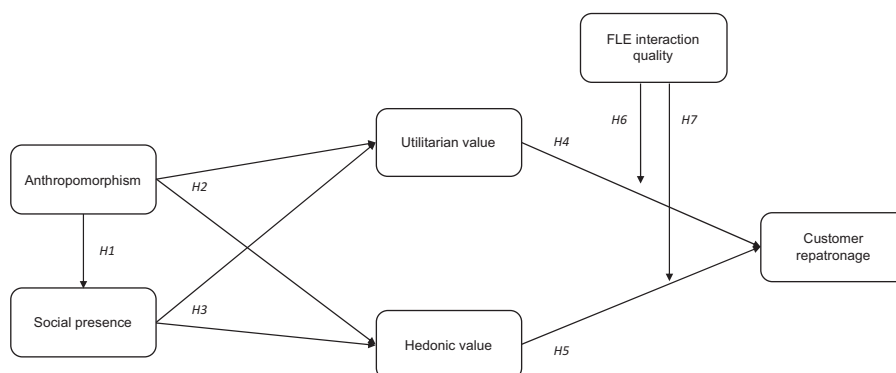 FLE interaction
quality
H6
H7
Utilitarian value
H4
Anthropomorphism
H2
H1
Customer
repatronage
Social presence
H3
Hedonic value
H5